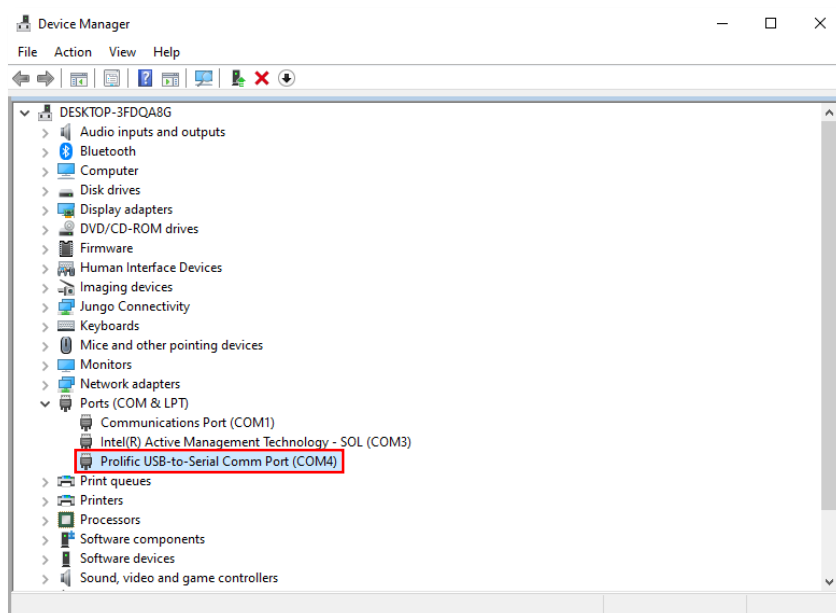 Device Manager
File Action View Help
DESKTOP-3FDQA8G
Audio inputs and outputs
Bluetooth
Computer
Disk drives
Display adapters
DVD/CD-ROM drives
Firmware
Human Interface Devices
Imaging devices
Jungo Connectivity
Keyboards
Mice and other pointing devices
Monitors
Network adapters
Ports (COM & LPT)
Communications Port (COM1)
Intel(R) Active Management Technology - SOL (COM3)
Prolific USB-to-Serial Comm Port (COM4)
Print queues
Printers
Processors
Software components
Software devices
Sound, video and game controllers